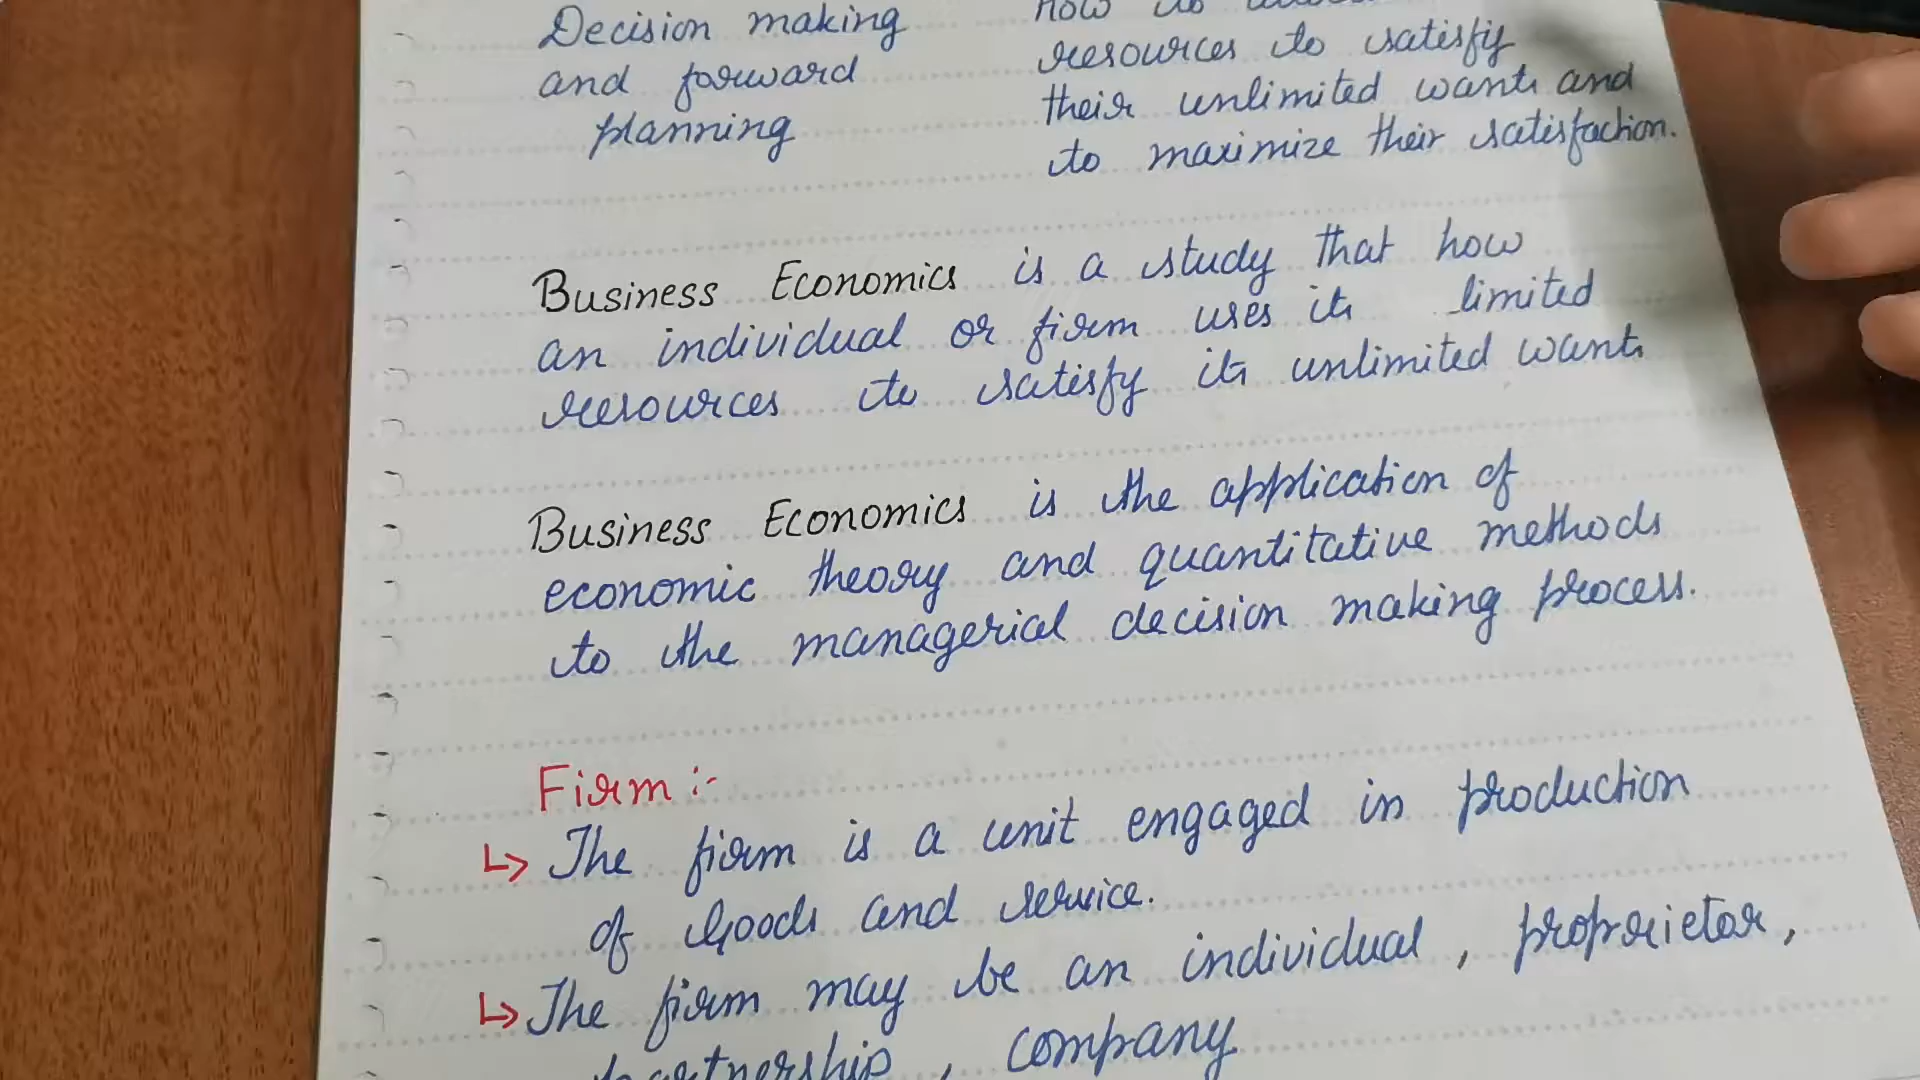 Decision making
and forward
planning
how to
resources to satisfy
their unlimited wants and
to maximize their satisfaction.
Business Economics is a study that how
an individual or firm uses its limited
resources to satisfy its unlimited wants
Business Economics is the application of
economic theory and quantitative methods
to the managerial decision making process.
Firm :-
↳ The firm is a unit engaged in production
of Goods and service.
↳ The firm may be an individual, proprietor,
partnership, company